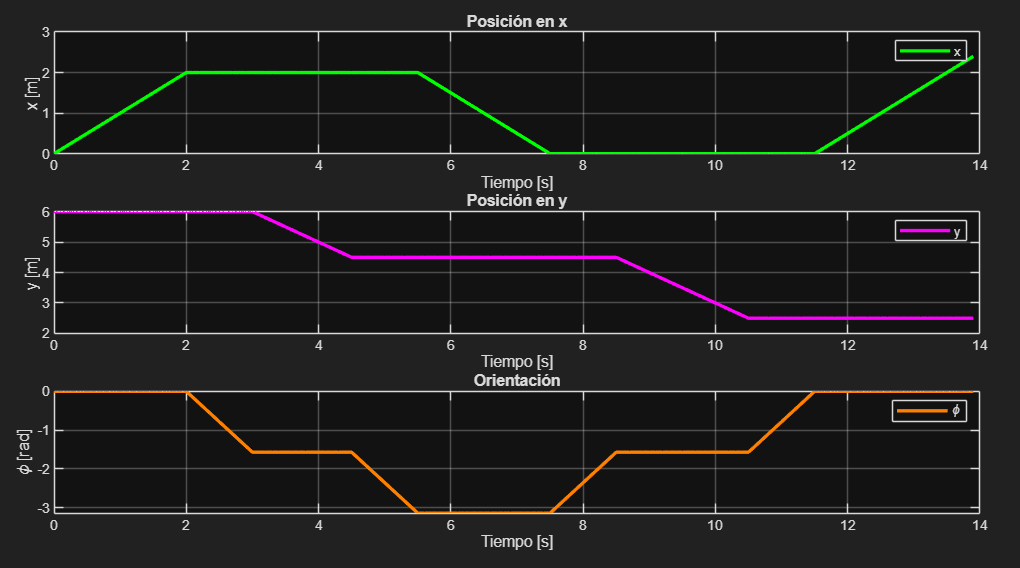 Posición en x
3
2
1
0
x [m]
x
0 2 4 6 8 10 12 14
Tiempo [s]
Posición en y
6
5
4
3
2
y [m]
y
0 2 4 6 8 10 12 14
Tiempo [s]
Orientación
0
-1
-2
-3
ϕ [rad]
ϕ
0 2 4 6 8 10 12 14
Tiempo [s]